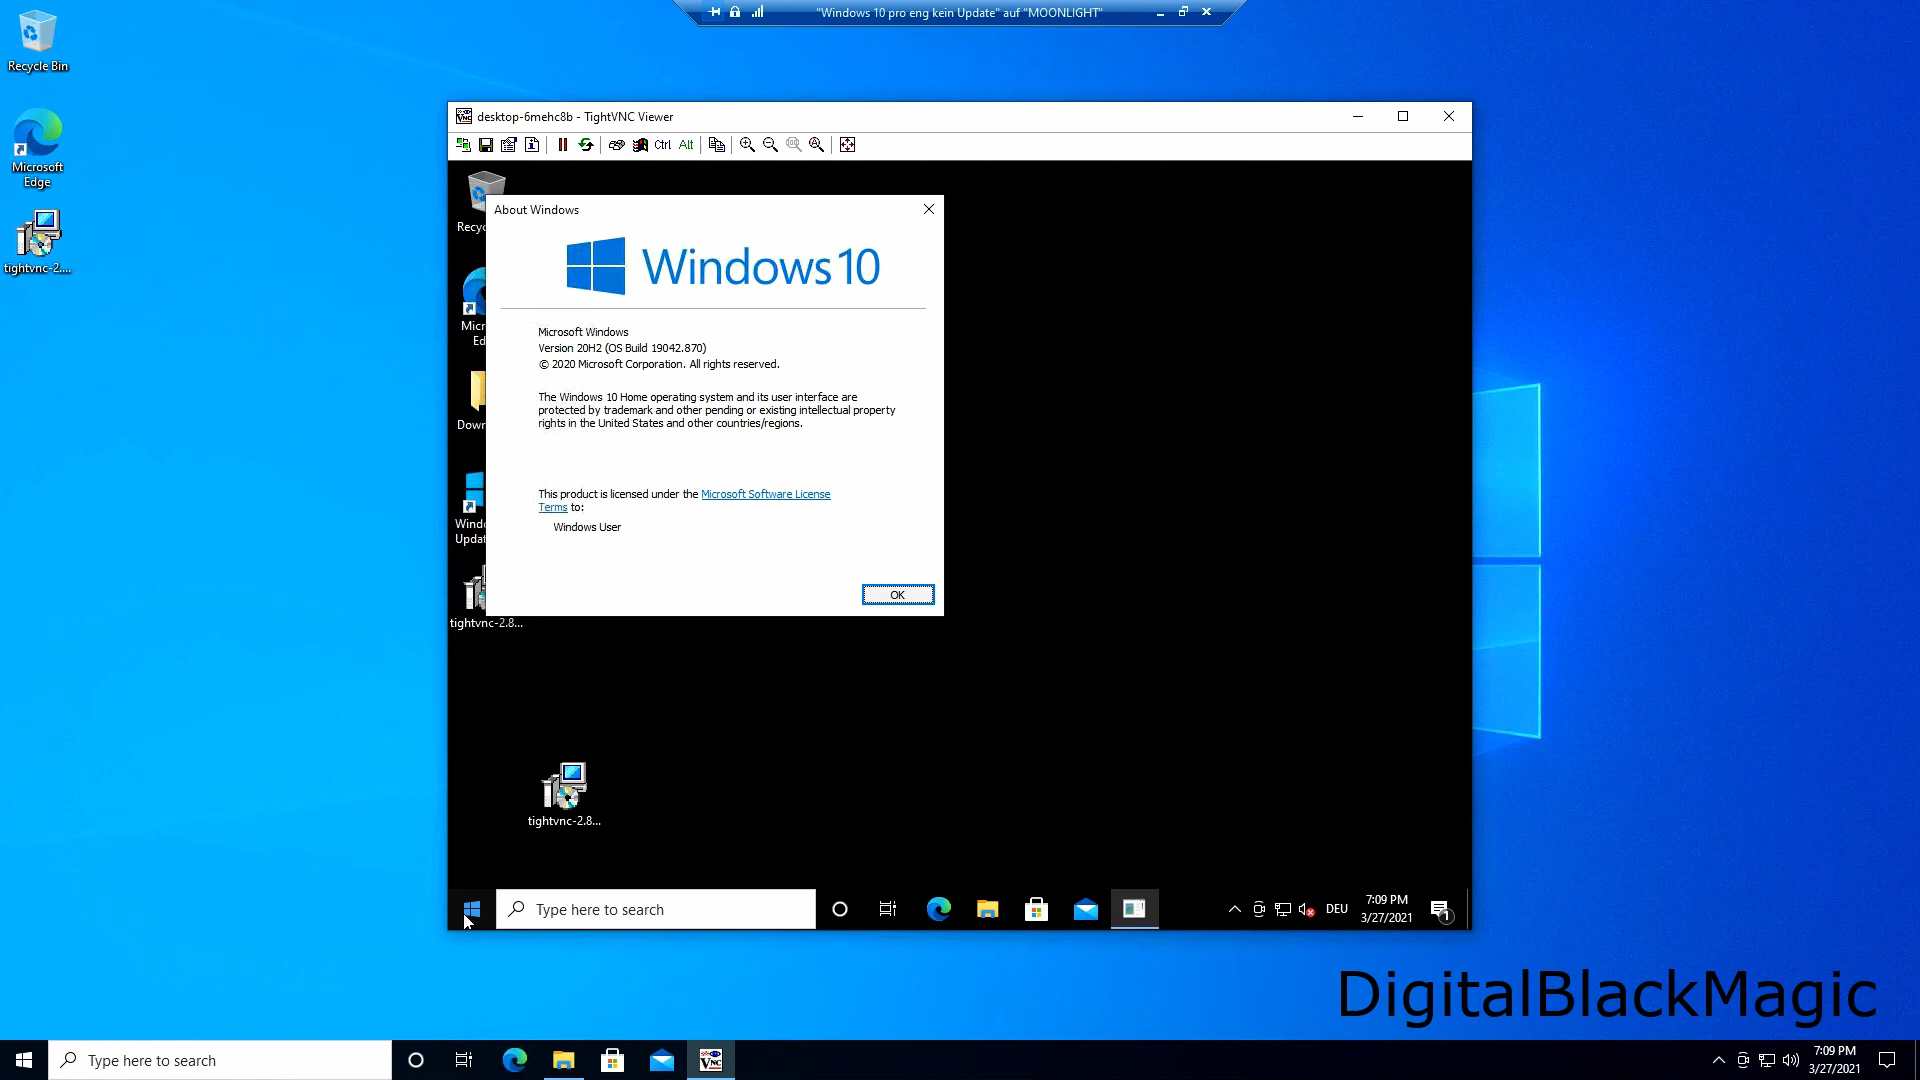 "Windows 10 pro eng kein Update" auf "MOONLIGHT"
Recycle Bin
Microsoft
Edge
tightvnc-2....
desktop-6mehc8b - TightVNC Viewer
Ctrl Alt
Recyc
Micr
Ed
Down
Windo
Updat
tightvnc-2.8...
About Windows
Windows 10
Microsoft Windows
Version 20H2 (OS Build 19042.870)
© 2020 Microsoft Corporation. All rights reserved.
The Windows 10 Home operating system and its user interface are
protected by trademark and other pending or existing intellectual property
rights in the United States and other countries/regions.
This product is licensed under the Microsoft Software License
Terms to:
Windows User
OK
tightvnc-2.8...
Type here to search
DEU
7:09 PM
3/27/2021
1
DigitalBlackMagic
Type here to search
VNC
7:09 PM
3/27/2021